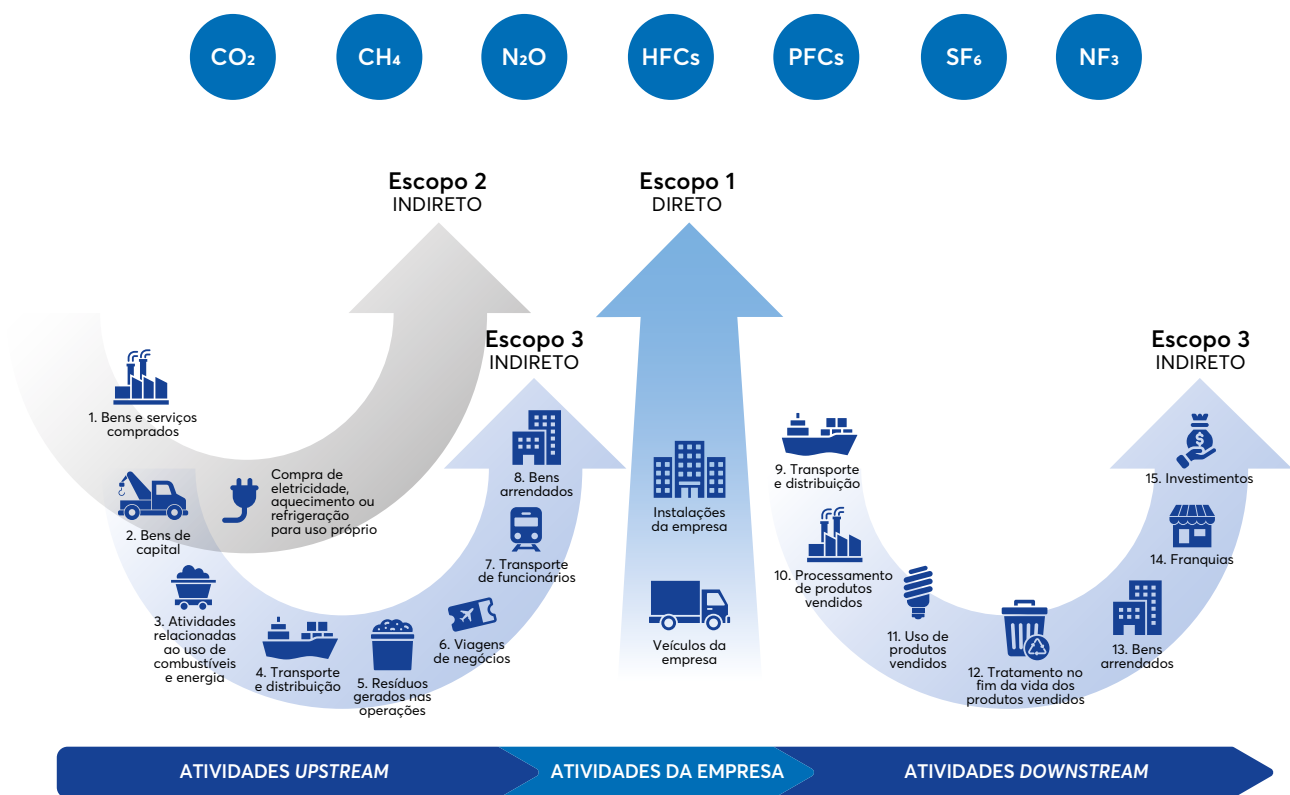 CO₂
CH₄
N₂O
HFCs
PFCs
SF₆
NF₃
Escopo 2
INDIRETO
Escopo 1
DIRETO
Escopo 3
INDIRETO
Escopo 3
INDIRETO
1. Bens e serviços
comprados
2. Bens de
capital
Compra de
eletricidade,
aquecimento ou
refrigeração
para uso próprio
3. Atividades
relacionadas
ao uso de
combustíveis
e energia
4. Transporte
e distribuição
5. Resíduos
gerados nas
operações
6. Viagens
de negócios
7. Transporte
de funcionários
8. Bens
arrendados
Instalações
da empresa
Veículos da
empresa
9. Transporte
e distribuição
10. Processamento
de produtos
vendidos
11. Uso de
produtos
vendidos
12. Tratamento no
fim da vida dos
produtos vendidos
13. Bens
arrendados
14. Franquias
$
15. Investimentos
ATIVIDADES UPSTREAM
ATIVIDADES DA EMPRESA
ATIVIDADES DOWNSTREAM